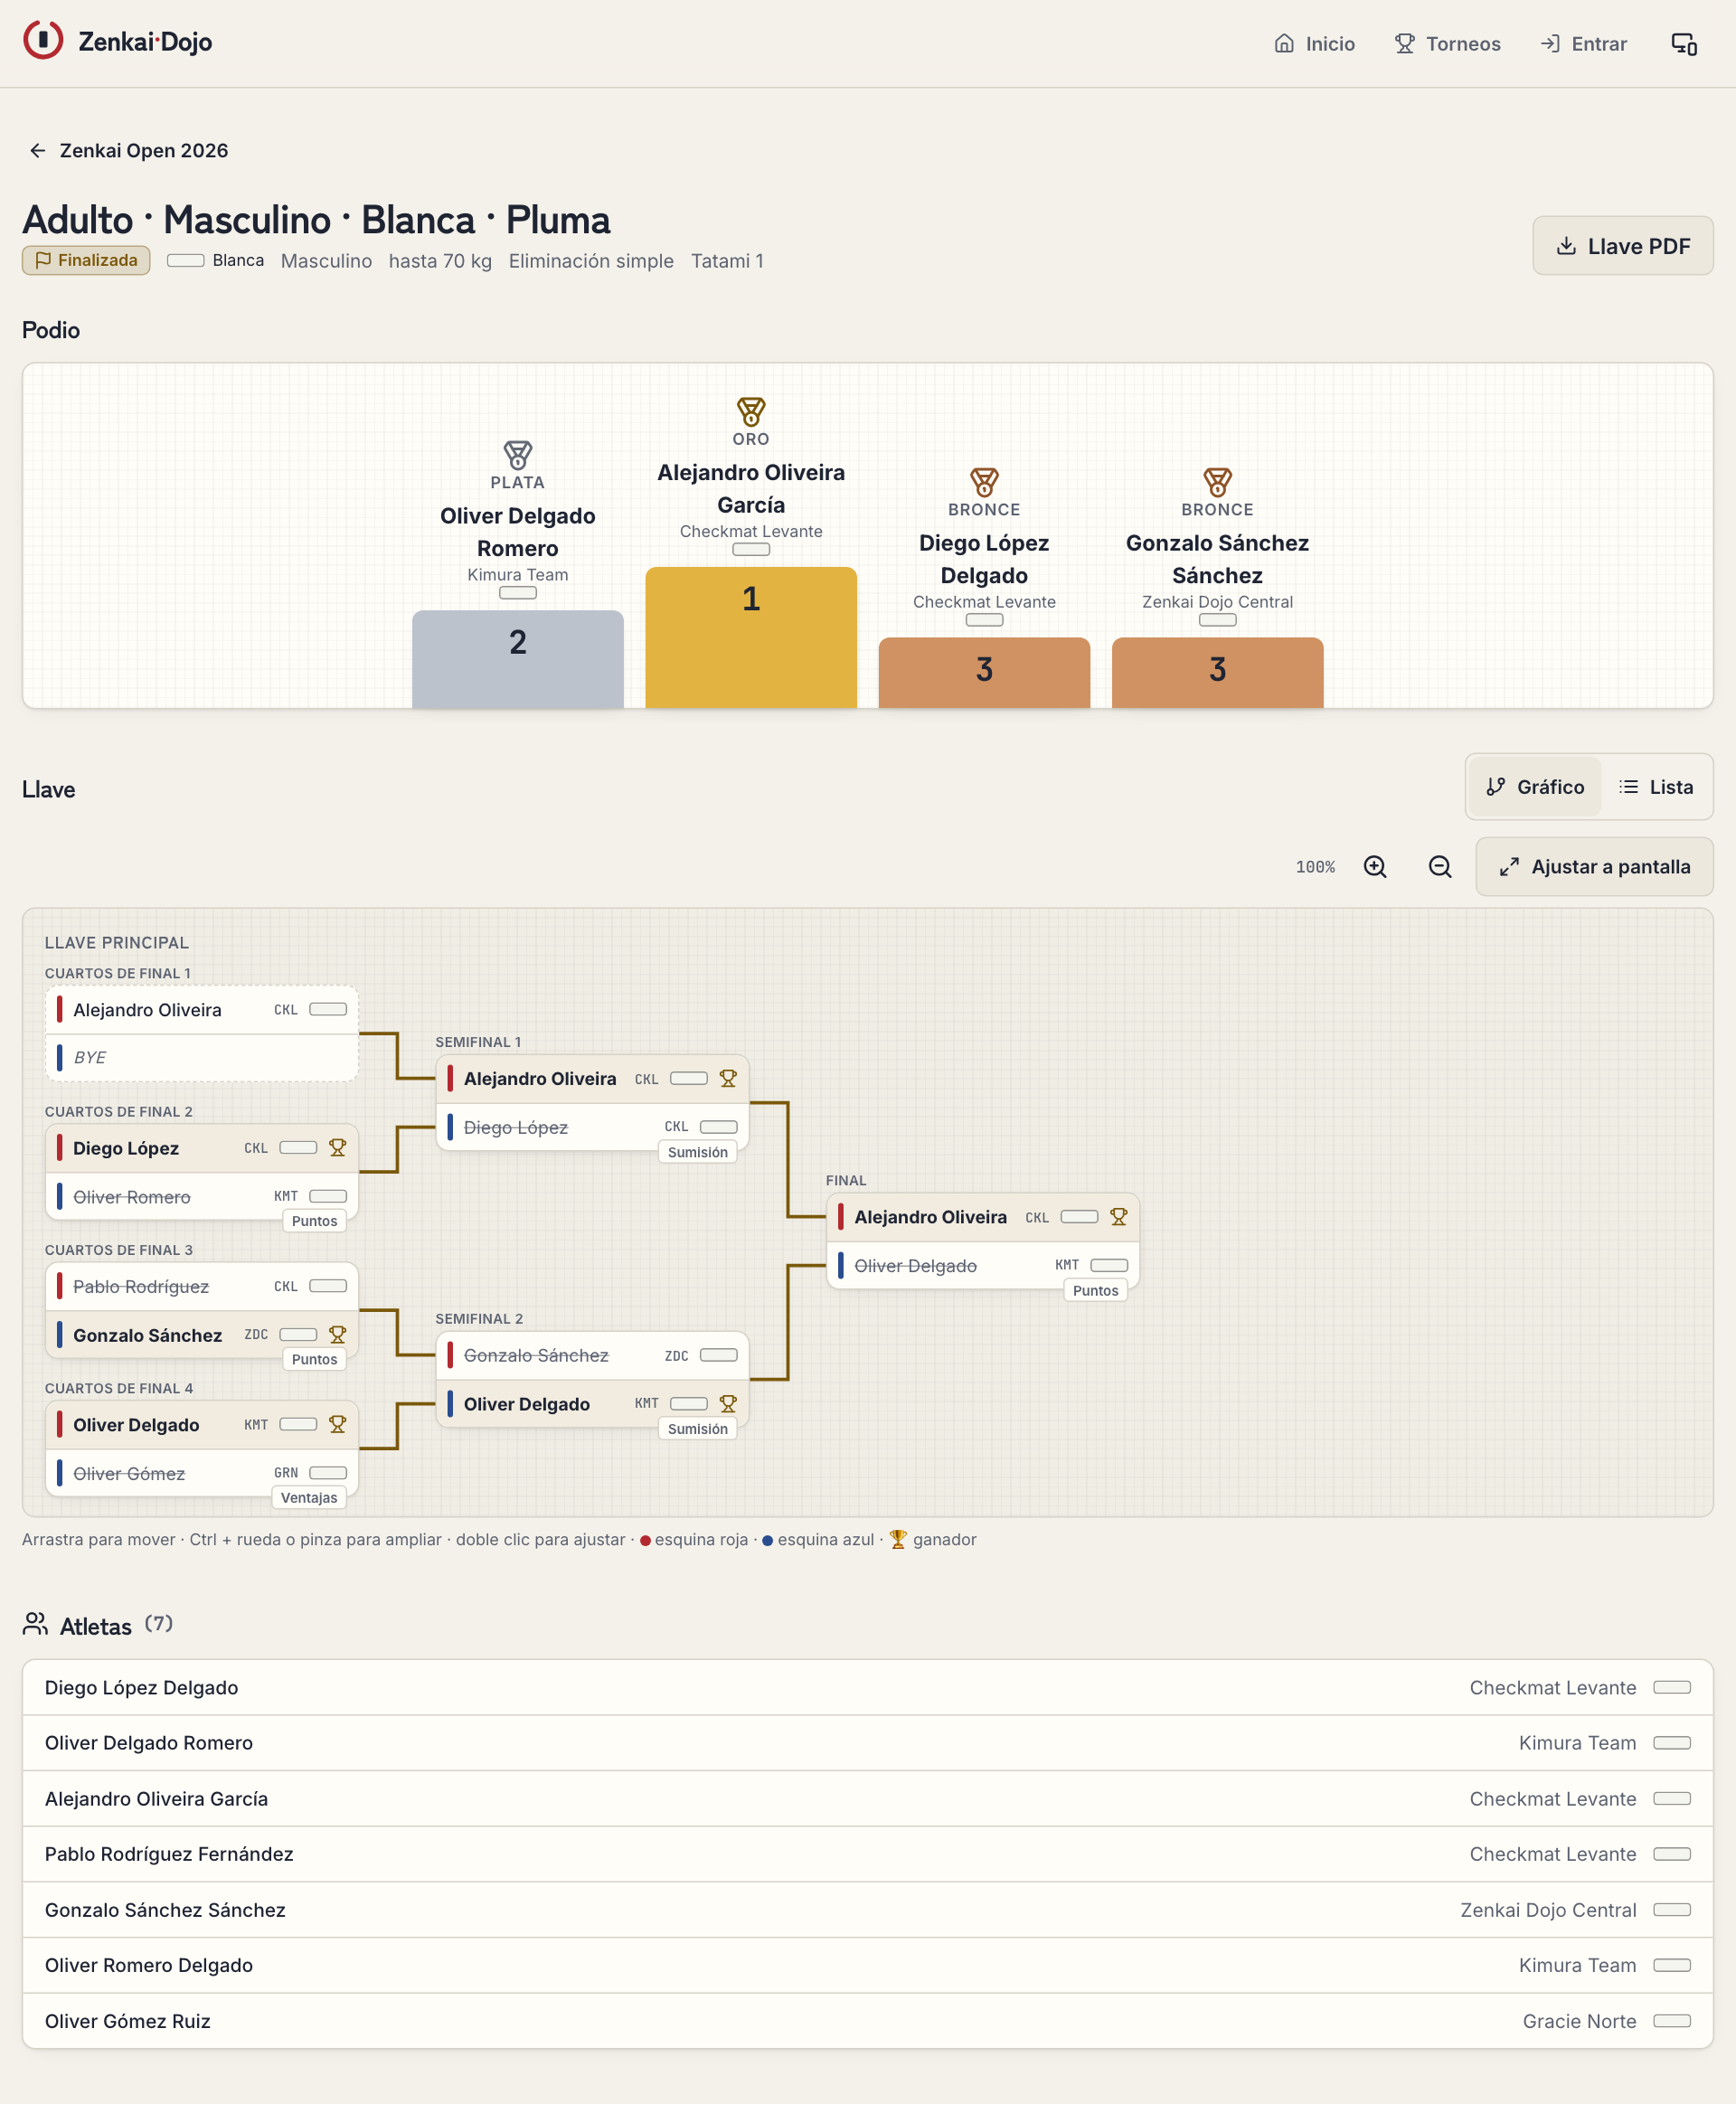 Zenkai·Dojo
Inicio
Torneos
Entrar
Zenkai Open 2026
Adulto · Masculino · Blanca · Pluma
Finalizada
Blanca
Masculino
hasta 70 kg
Eliminación simple
Tatami 1
Llave PDF
Podio
PLATA
Oliver Delgado
Romero
Kimura Team
2
ORO
Alejandro Oliveira
García
Checkmat Levante
1
BRONCE
Diego López
Delgado
Checkmat Levante
3
BRONCE
Gonzalo Sánchez
Sánchez
Zenkai Dojo Central
3
Llave
Gráfico
Lista
100%
Ajustar a pantalla
LLAVE PRINCIPAL
CUARTOS DE FINAL 1
Alejandro Oliveira CKL
BYE
CUARTOS DE FINAL 2
Diego López CKL
Oliver Romero KMT
Puntos
CUARTOS DE FINAL 3
Pablo Rodríguez CKL
Gonzalo Sánchez ZDC
Puntos
CUARTOS DE FINAL 4
Oliver Delgado KMT
Oliver Gómez GRN
Ventajas
SEMIFINAL 1
Alejandro Oliveira CKL
Diego López CKL
Sumisión
SEMIFINAL 2
Gonzalo Sánchez ZDC
Oliver Delgado KMT
Sumisión
FINAL
Alejandro Oliveira CKL
Oliver Delgado KMT
Puntos
Arrastra para mover · Ctrl + rueda o pinza para ampliar · doble clic para ajustar · esquina roja · esquina azul · 🏆 ganador
Atletas (7)
Diego López Delgado Checkmat Levante
Oliver Delgado Romero Kimura Team
Alejandro Oliveira García Checkmat Levante
Pablo Rodríguez Fernández Checkmat Levante
Gonzalo Sánchez Sánchez Zenkai Dojo Central
Oliver Romero Delgado Kimura Team
Oliver Gómez Ruiz Gracie Norte